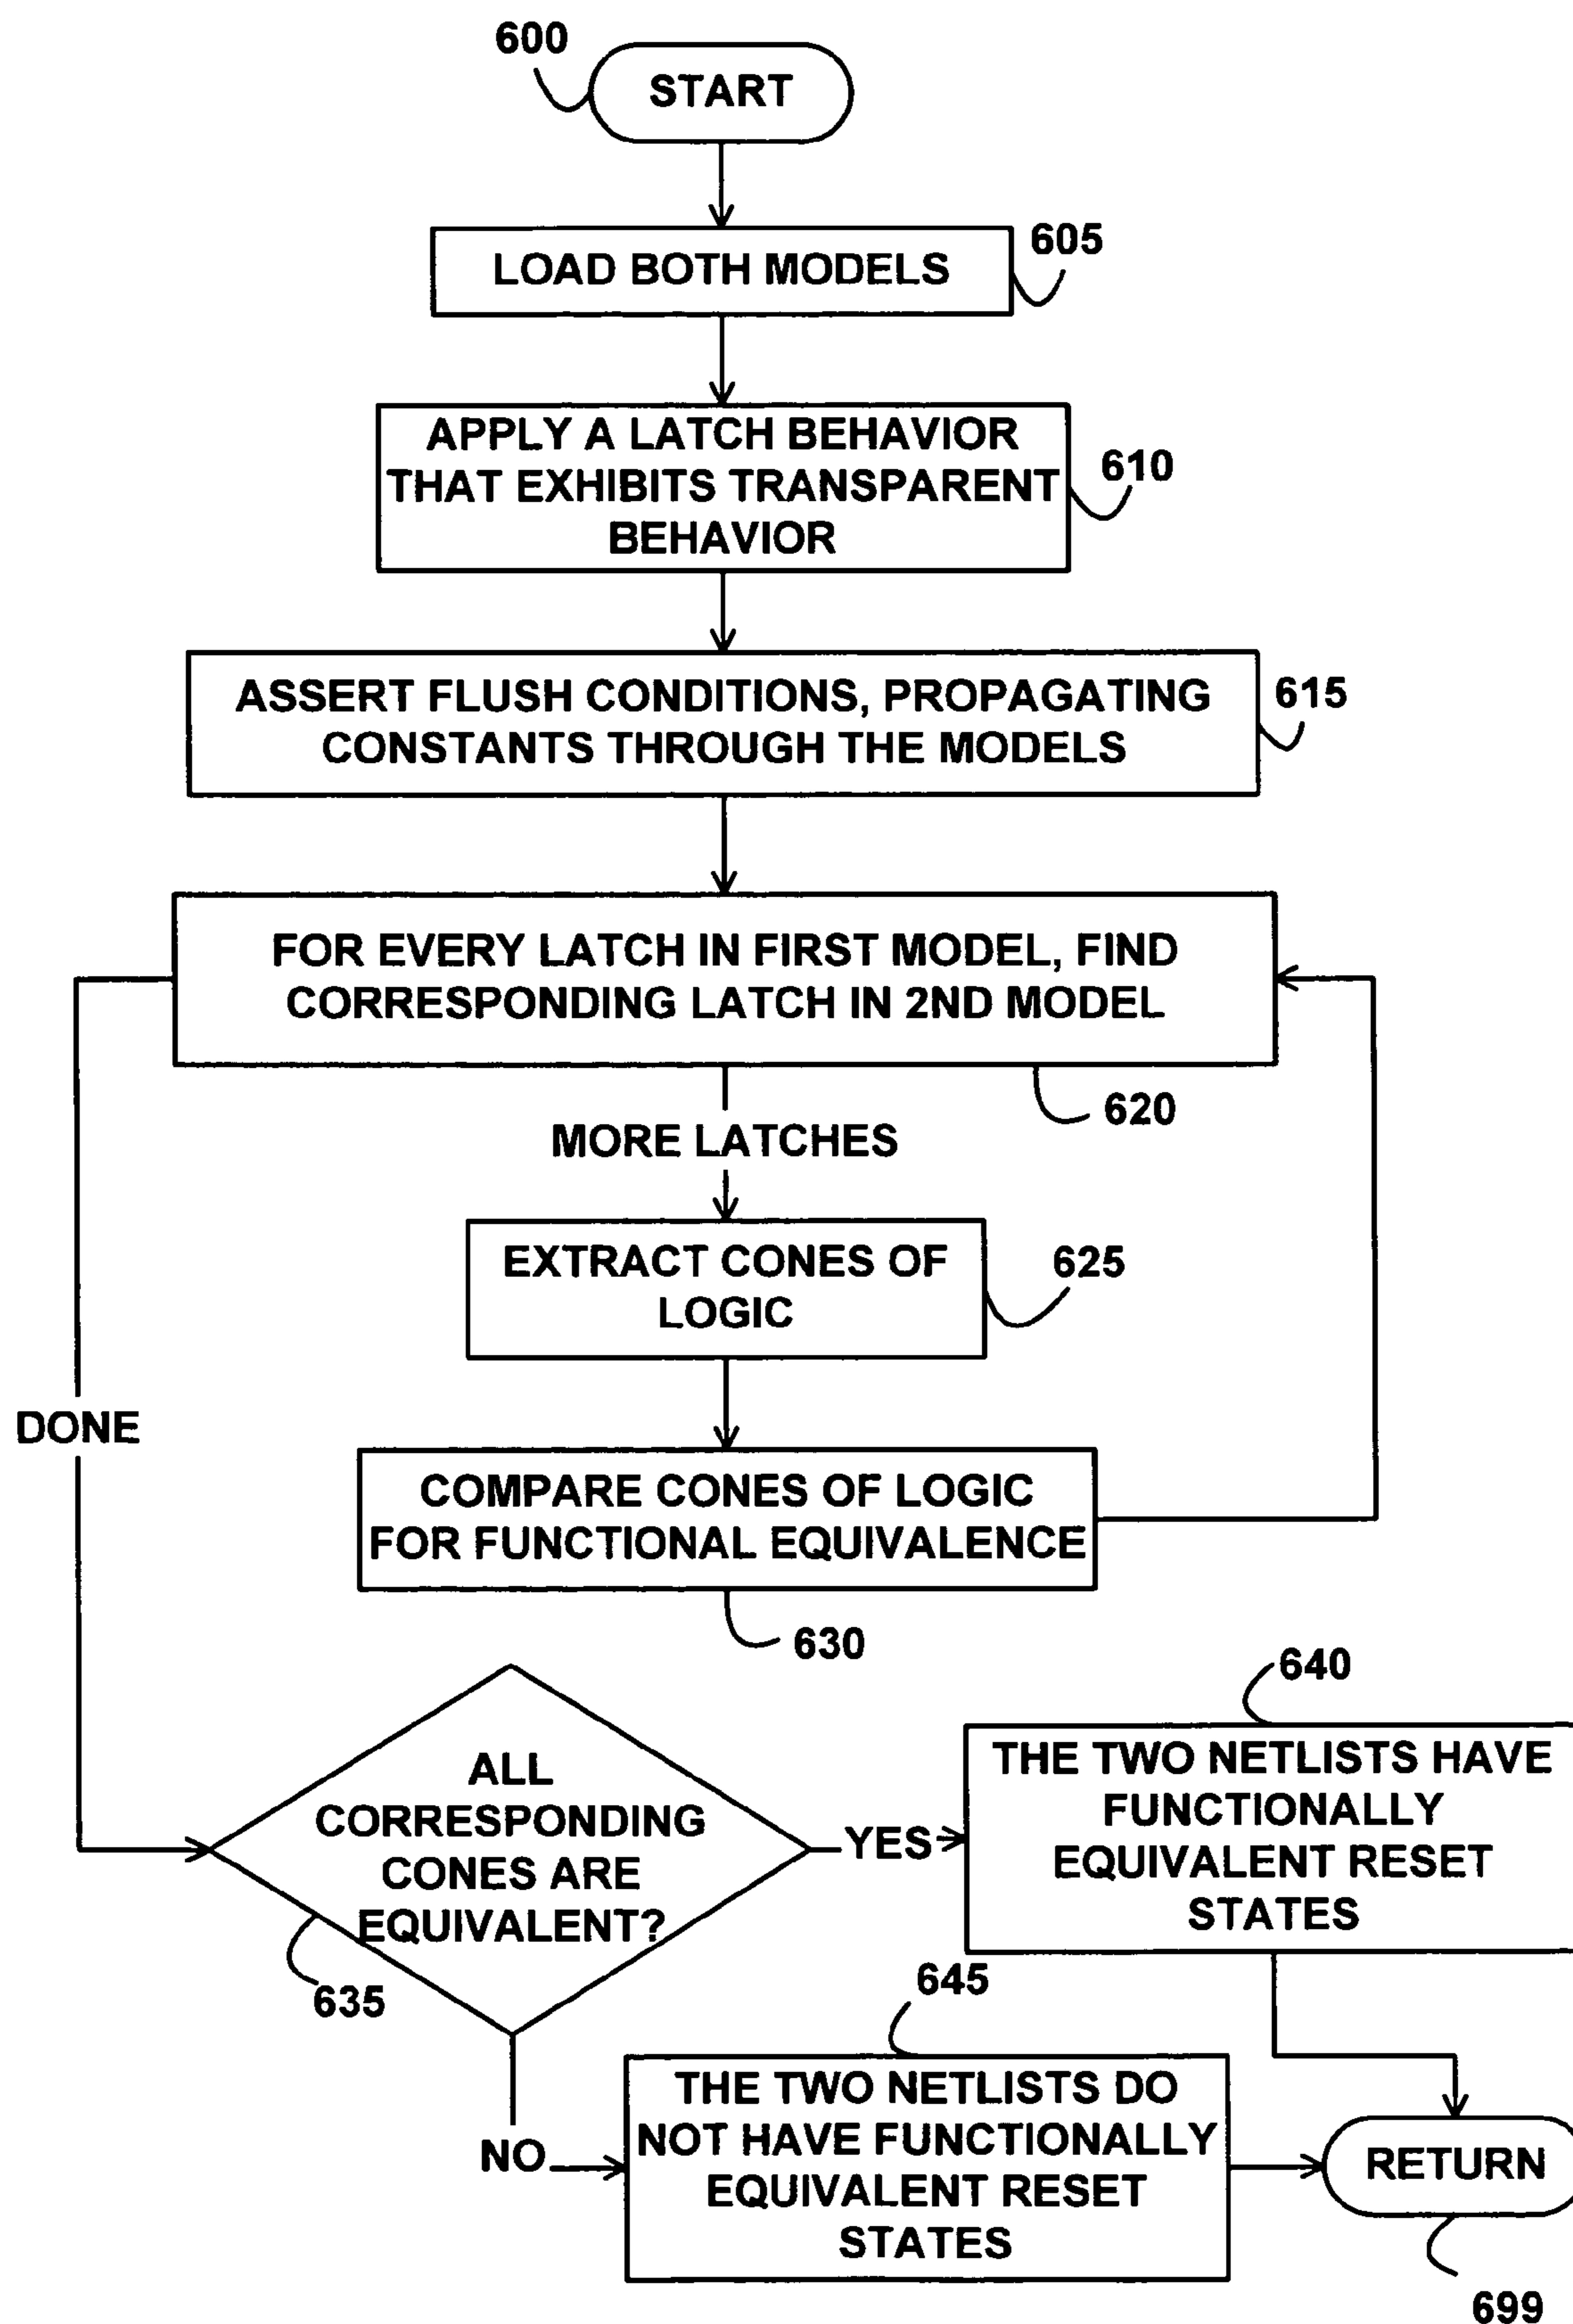 600
START
605
LOAD BOTH MODELS
APPLY A LATCH BEHAVIOR
THAT EXHIBITS TRANSPARENT
BEHAVIOR
610
ASSERT FLUSH CONDITIONS, PROPAGATING
CONSTANTS THROUGH THE MODELS
615
FOR EVERY LATCH IN FIRST MODEL, FIND
CORRESPONDING LATCH IN 2ND MODEL
620
MORE LATCHES
EXTRACT CONES OF
LOGIC
625
DONE
COMPARE CONES OF LOGIC
FOR FUNCTIONAL EQUIVALENCE
630
ALL
CORRESPONDING
CONES ARE
EQUIVALENT?
635
YES
640
THE TWO NETLISTS HAVE
FUNCTIONALLY
EQUIVALENT RESET
STATES
NO
645
THE TWO NETLISTS DO
NOT HAVE FUNCTIONALLY
EQUIVALENT RESET
STATES
RETURN
699